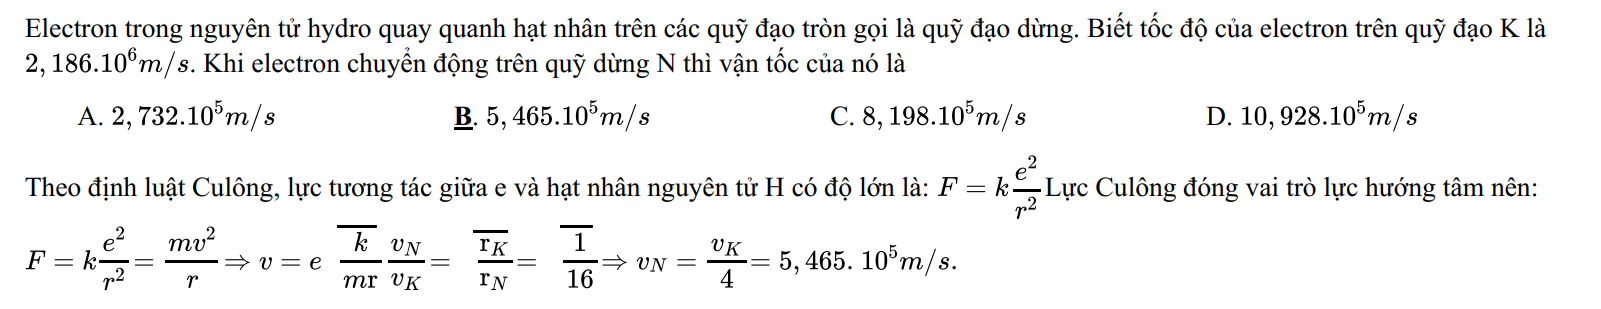 Electron trong nguyên tử hydro quay quanh hạt nhân trên các quỹ đạo tròn gọi là quỹ đạo dừng. Biết tốc độ của electron trên quỹ đạo K là
$2,186.10^6 m/s$. Khi electron chuyển động trên quỹ dừng N thì vận tốc của nó là
A. $2,732.10^5 m/s$ B. $5,465.10^5 m/s$ C. $8,198.10^5 m/s$ D. $10,928.10^5 m/s$
Theo định luật Culông, lực tương tác giữa e và hạt nhân nguyên tử H có độ lớn là: $F = k\frac{e^2}{r^2}$ Lực Culông đóng vai trò lực hướng tâm nên:
$F = k\frac{e^2}{r^2} = \frac{mv^2}{r} \Rightarrow v = e \overline{\frac{k}{mr}} \frac{v_N}{v_K} = \overline{\frac{r_K}{r_N}} = \overline{\frac{1}{16}} \Rightarrow v_N = \frac{v_K}{4} = 5,465. 10^5 m/s.$